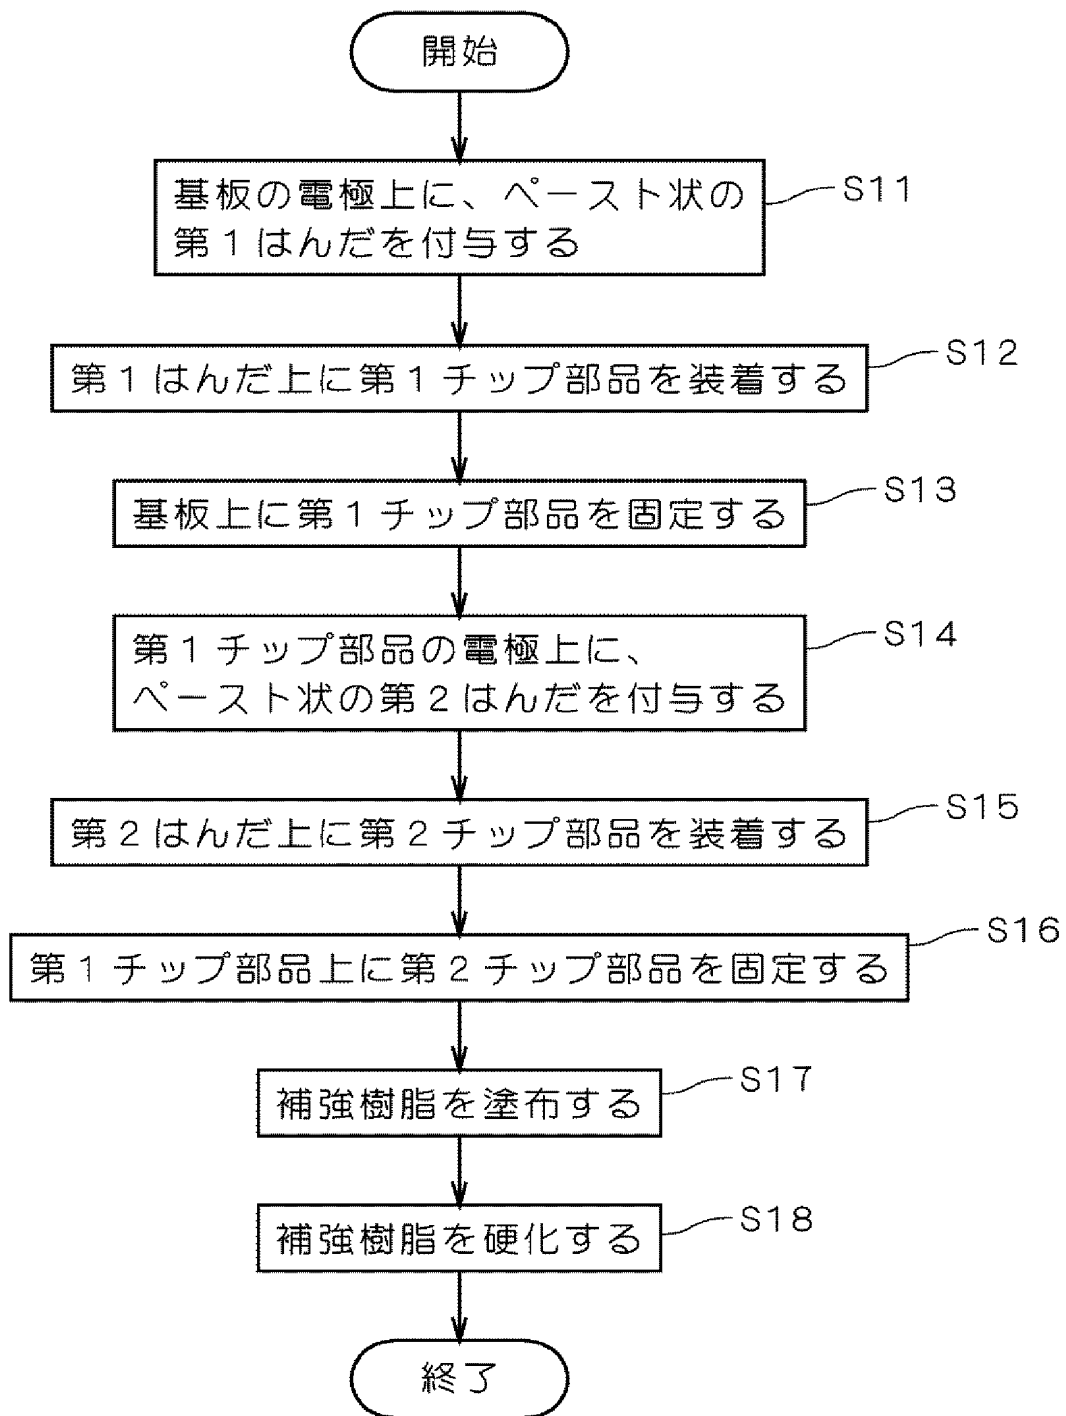 開始
基板の電極上に、ペースト状の
第1はんだを付与する
S11
第1はんだ上に第1チップ部品を装着する
S12
基板上に第1チップ部品を固定する
S13
第1チップ部品の電極上に、
ペースト状の第2はんだを付与する
S14
第2はんだ上に第2チップ部品を装着する
S15
第1チップ部品上に第2チップ部品を固定する
S16
補強樹脂を塗布する
S17
補強樹脂を硬化する
S18
終了